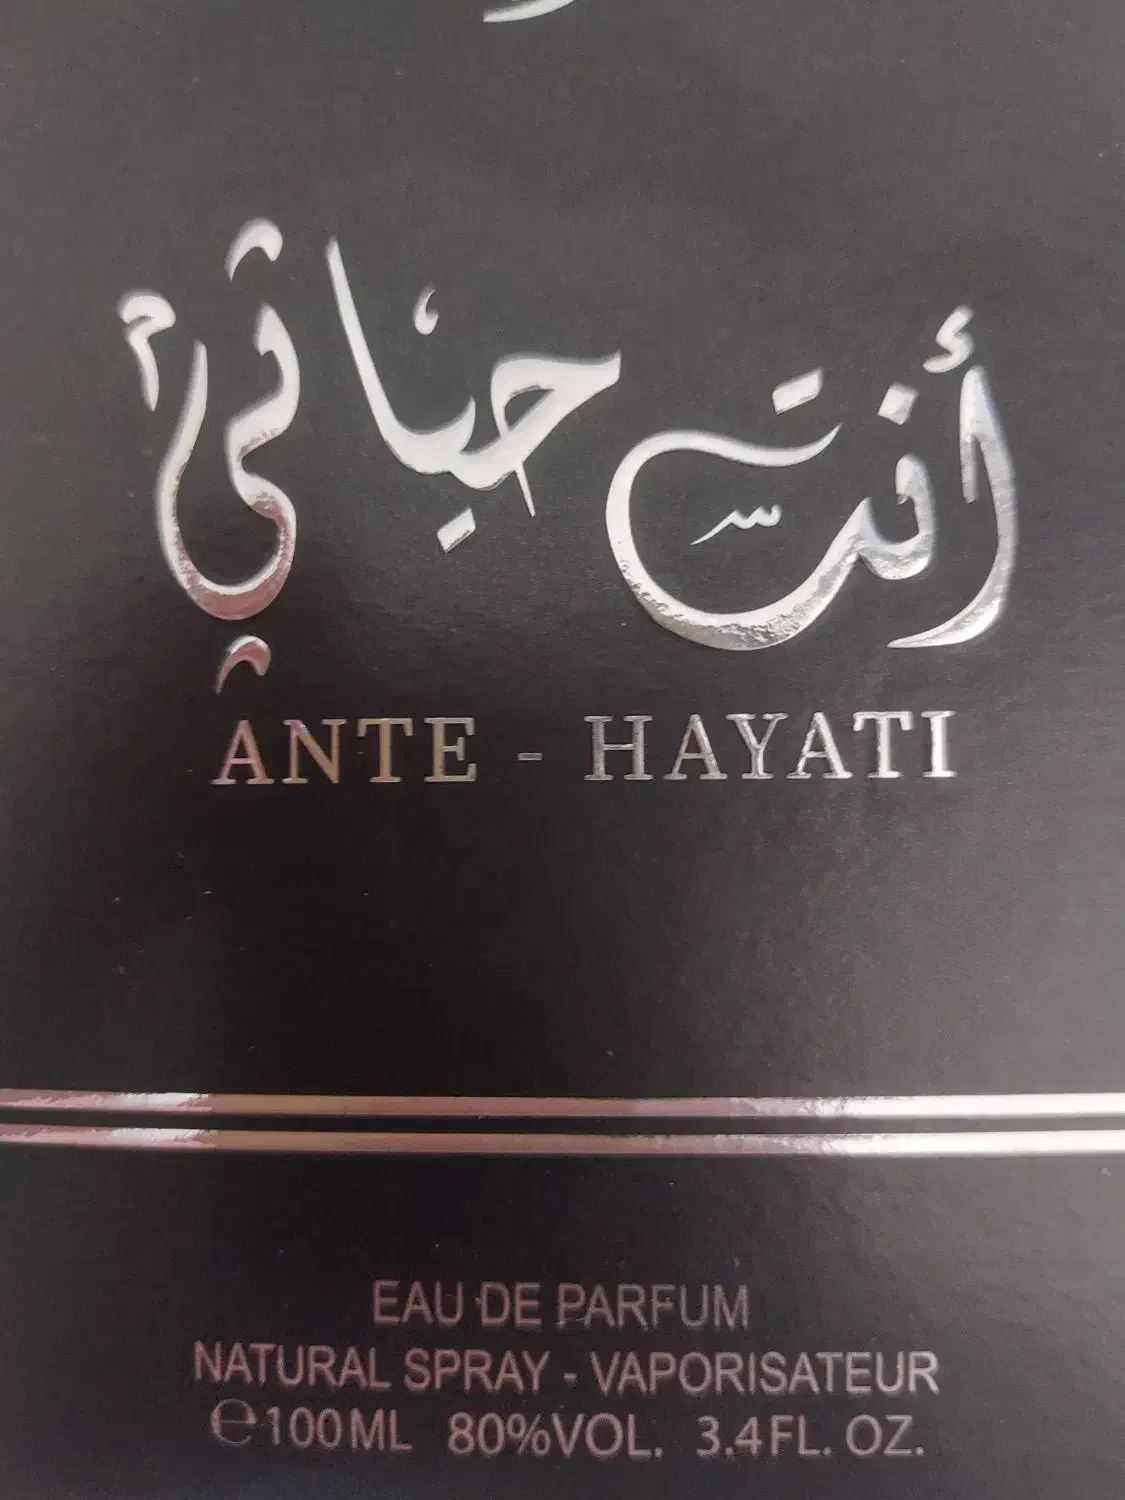 أنت حياتي
ANTE - HAYATI
EAU DE PARFUM
NATURAL SPRAY - VAPORISATEUR
℮100ML 80%VOL. 3.4FL. OZ.